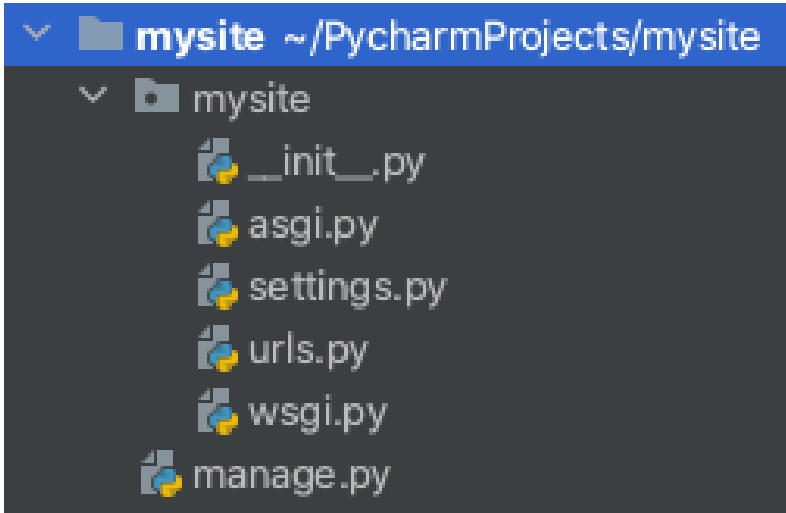 mysite ~/PycharmProjects/mysite
mysite
__init__.py
asgi.py
settings.py
urls.py
wsgi.py
manage.py